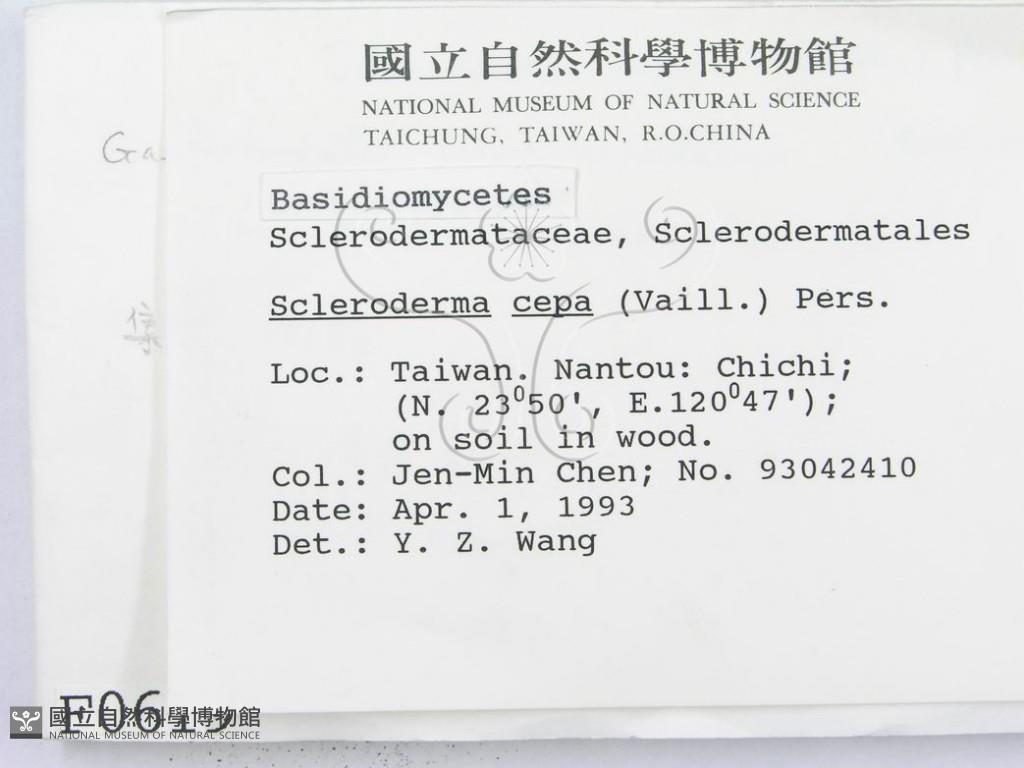 國立自然科學博物館
NATIONAL MUSEUM OF NATURAL SCIENCE
TAICHUNG, TAIWAN, R.O.CHINA
Ga
Basidiomycetes
Sclerodermataceae, Sclerodermatales
Scleroderma cepa (Vaill.) Pers.
Loc.: Taiwan. Nantou: Chichi;
(N. 23⁰50', E.120⁰47');
on soil in wood.
Col.: Jen-Min Chen; No. 93042410
Date: Apr. 1, 1993
Det.: Y. Z. Wang
國立自然科學博物館
NATIONAL MUSEUM OF NATURAL SCIENCE